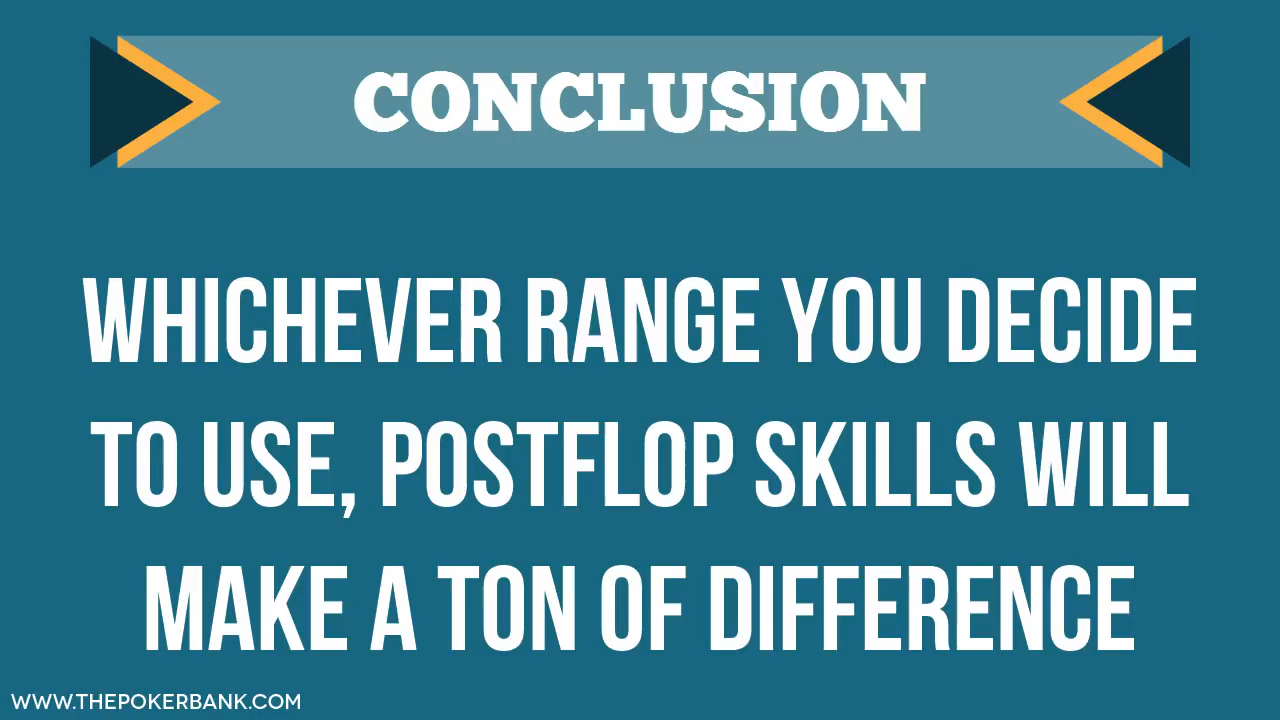 CONCLUSION
WHICHEVER RANGE YOU DECIDE
TO USE, POSTFLOP SKILLS WILL
MAKE A TON OF DIFFERENCE
WWW.THEPOKERBANK.COM